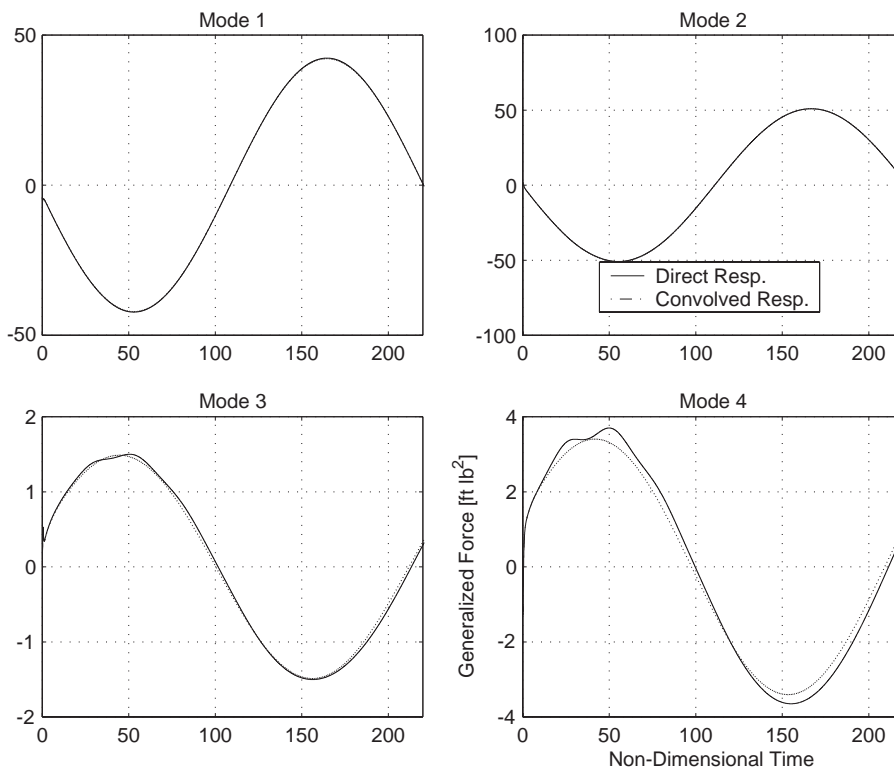 Mode 1
50
0
-50
0 50 100 150 200
Mode 2
100
50
0
-50
-100
0 50 100 150 200
Direct Resp.
Convolved Resp.
Mode 3
2
1
0
-1
-2
0 50 100 150 200
Mode 4
4
2
0
-2
-4
0 50 100 150 200
Generalized Force [ft lb²]
Non-Dimensional Time